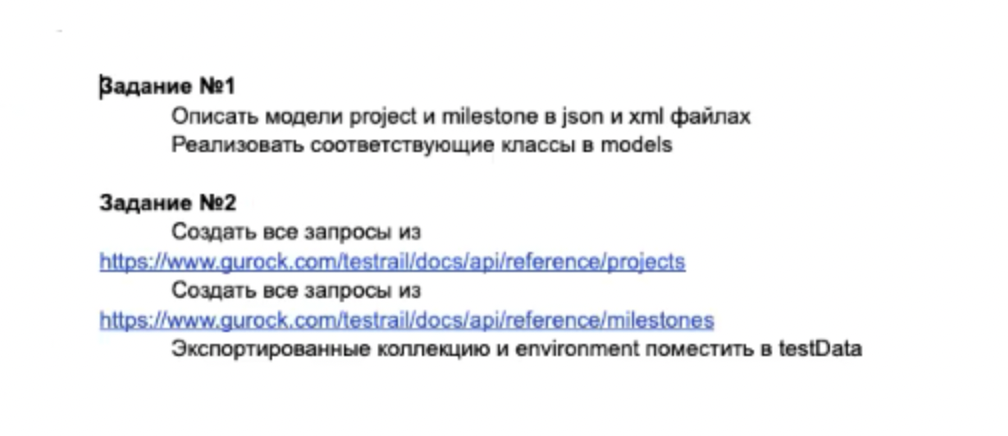 Задание №1
Описать модели project и milestone в json и xml файлах
Реализовать соответствующие классы в models
Задание №2
Создать все запросы из
https://www.gurock.com/testrail/docs/api/reference/projects
Создать все запросы из
https://www.gurock.com/testrail/docs/api/reference/milestones
Экспортированные коллекцию и environment поместить в testData